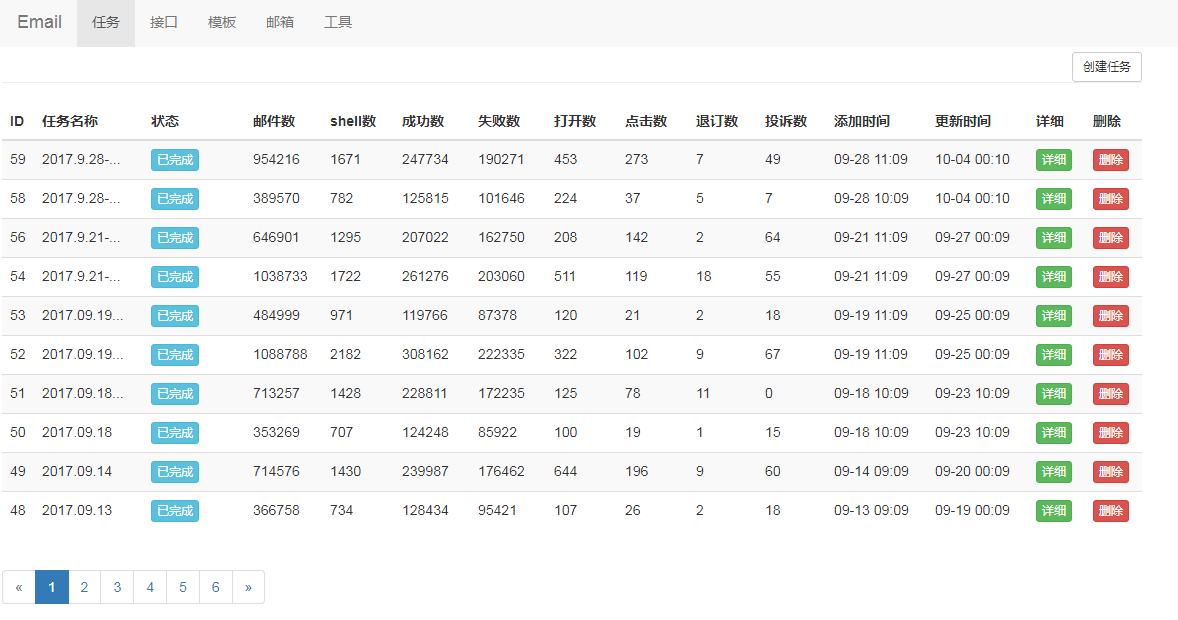 Email 任务 接口 模板 邮箱 工具
创建任务
ID 任务名称 状态 邮件数 shell数 成功数 失败数 打开数 点击数 退订数 投诉数 添加时间 更新时间 详细 删除
59 2017.9.28-... 已完成 954216 1671 247734 190271 453 273 7 49 09-28 11:09 10-04 00:10 详细 删除
58 2017.9.28-... 已完成 389570 782 125815 101646 224 37 5 7 09-28 10:09 10-04 00:10 详细 删除
56 2017.9.21-... 已完成 646901 1295 207022 162750 208 142 2 64 09-21 11:09 09-27 00:09 详细 删除
54 2017.9.21-... 已完成 1038733 1722 261276 203060 511 119 18 55 09-21 11:09 09-27 00:09 详细 删除
53 2017.09.19... 已完成 484999 971 119766 87378 120 21 2 18 09-19 11:09 09-25 00:09 详细 删除
52 2017.09.19... 已完成 1088788 2182 308162 222335 322 102 9 67 09-19 11:09 09-25 00:09 详细 删除
51 2017.09.18... 已完成 713257 1428 228811 172235 125 78 11 0 09-18 10:09 09-23 10:09 详细 删除
50 2017.09.18 已完成 353269 707 124248 85922 100 19 1 15 09-18 10:09 09-23 10:09 详细 删除
49 2017.09.14 已完成 714576 1430 239987 176462 644 196 9 60 09-14 09:09 09-20 00:09 详细 删除
48 2017.09.13 已完成 366758 734 128434 95421 107 26 2 18 09-13 09:09 09-19 00:09 详细 删除
« 1 2 3 4 5 6 »